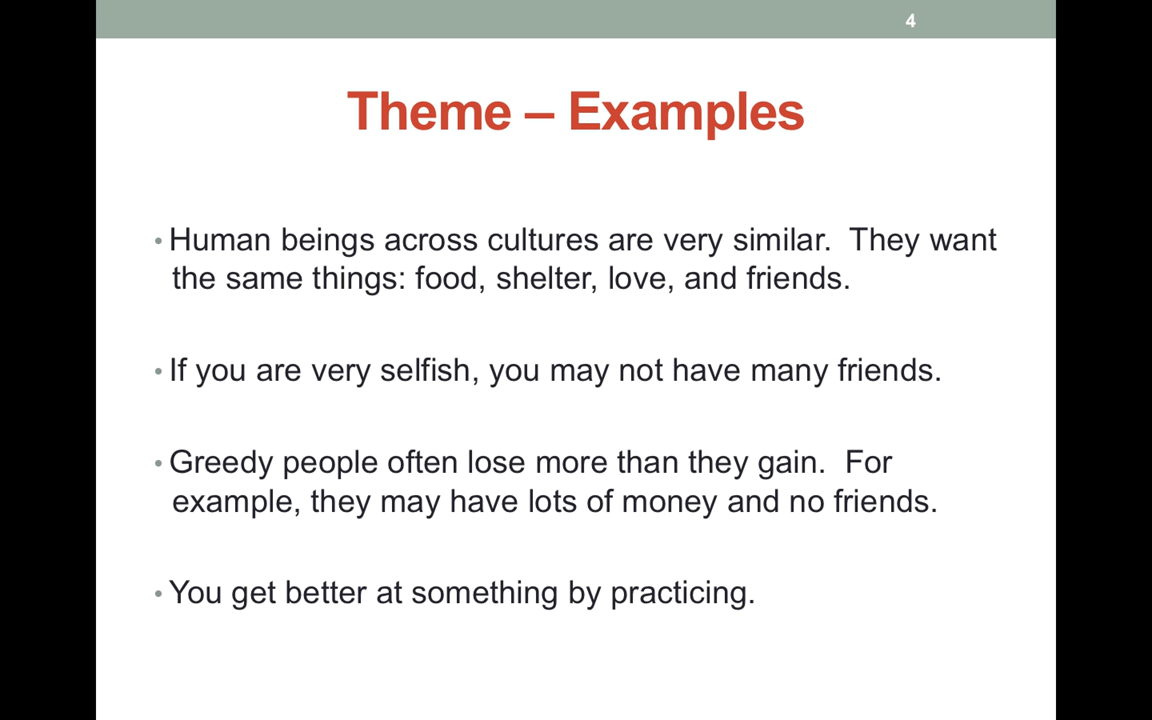 4
Theme – Examples
• Human beings across cultures are very similar.  They want
the same things: food, shelter, love, and friends.
• If you are very selfish, you may not have many friends.
• Greedy people often lose more than they gain.  For
example, they may have lots of money and no friends.
• You get better at something by practicing.